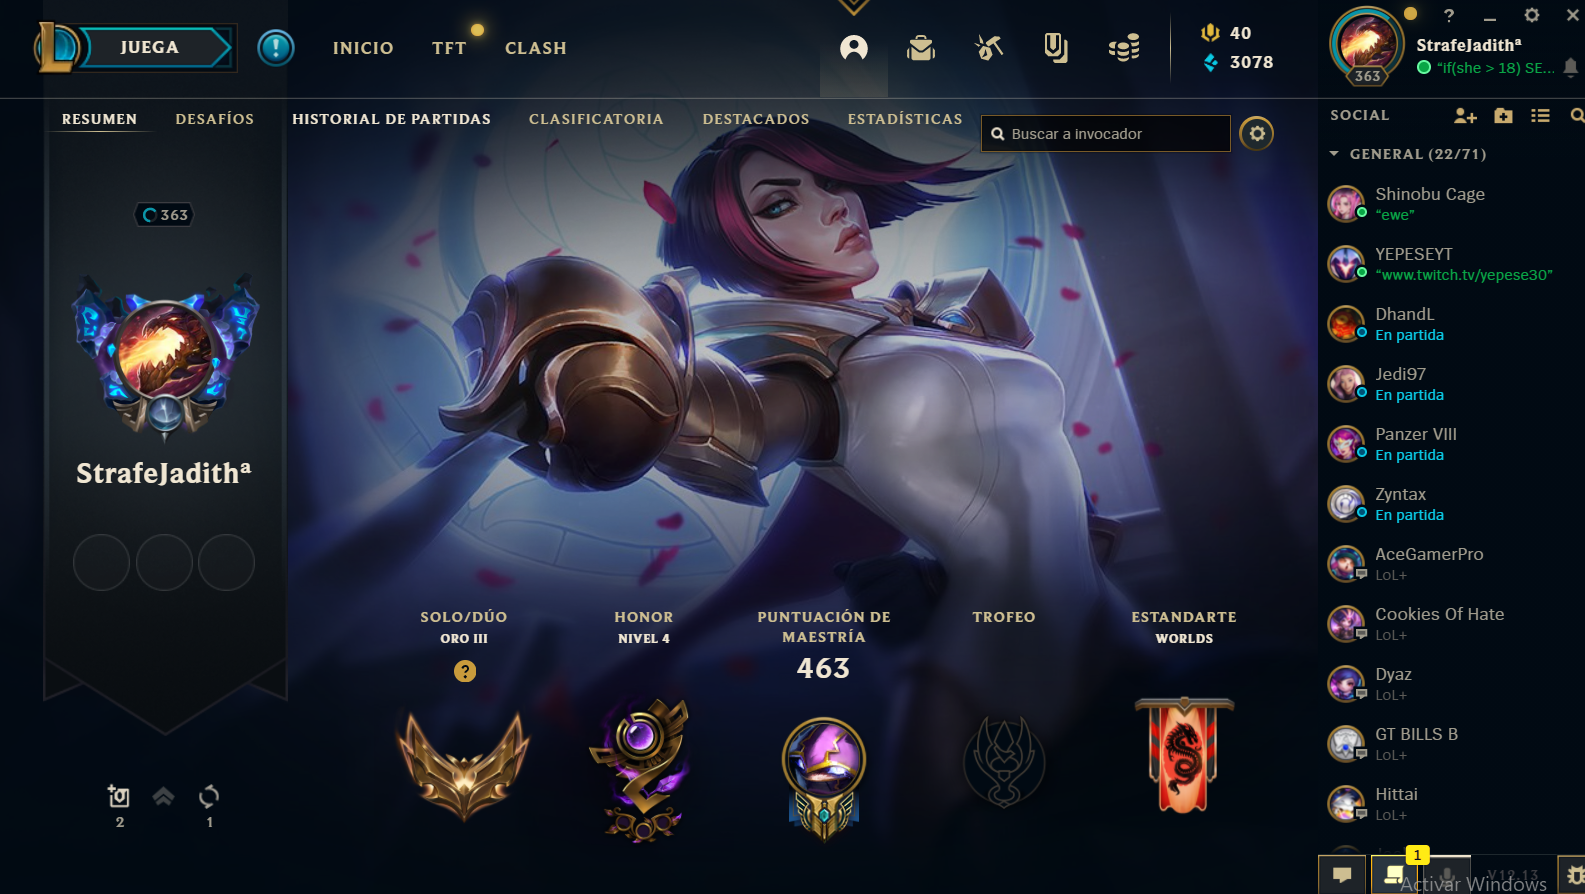 JUEGA
INICIO
TFT
CLASH
40
3078
StrafeJadithª
363
“if(she > 18) SE...
RESUMEN
DESAFÍOS
HISTORIAL DE PARTIDAS
CLASIFICATORIA
DESTACADOS
ESTADÍSTICAS
Buscar a invocador
SOCIAL
GENERAL (22/71)
363
StrafeJadithª
Shinobu Cage
“ewe”
YEPESEYT
“www.twitch.tv/yepese30”
DhandL
En partida
Jedi97
En partida
Panzer VIII
En partida
Zyntax
En partida
AceGamerPro
LoL+
Cookies Of Hate
LoL+
Dyaz
LoL+
GT BILLS B
LoL+
Hittai
LoL+
SOLO/DÚO
ORO III
?
HONOR
NIVEL 4
PUNTUACIÓN DE
MAESTRÍA
463
TROFEO
ESTANDARTE
WORLDS
2
1
1
V12.13
Activar Windows